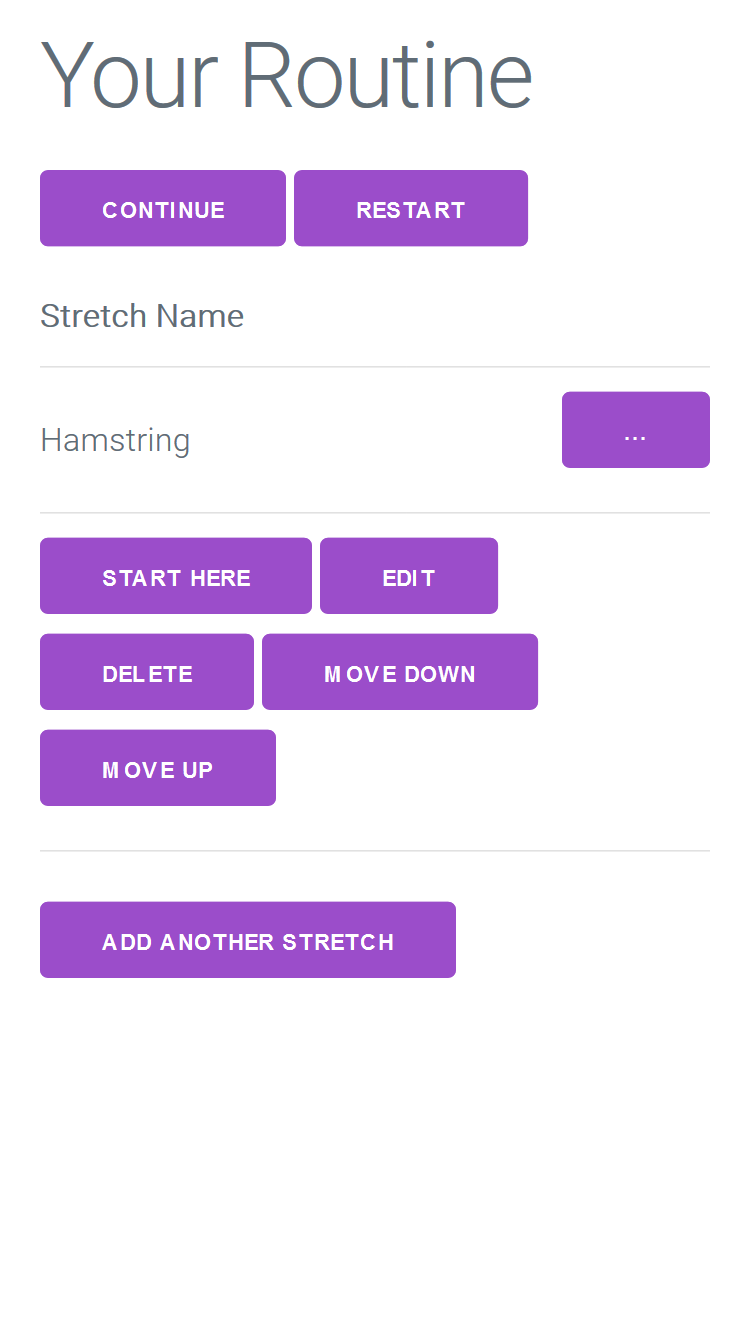 Your Routine
CONTINUE RESTART
Stretch Name
Hamstring ...
START HERE EDIT
DELETE MOVE DOWN
MOVE UP
ADD ANOTHER STRETCH